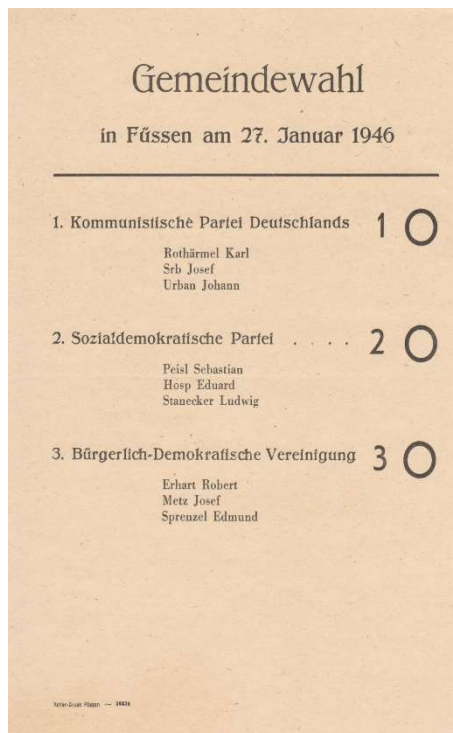 Gemeindewahl
in Füssen am 27. Januar 1946
1. Kommunistische Partei Deutschlands 1 O
Rothärmel Karl
Srb Josef
Urban Johann
2. Sozialdemokratische Partei . . . . 2 O
Peisl Sebastian
Hosp Eduard
Stanecker Ludwig
3. Bürgerlich-Demokratische Vereinigung 3 O
Erhart Robert
Metz Josef
Sprenzel Edmund
Füssen —